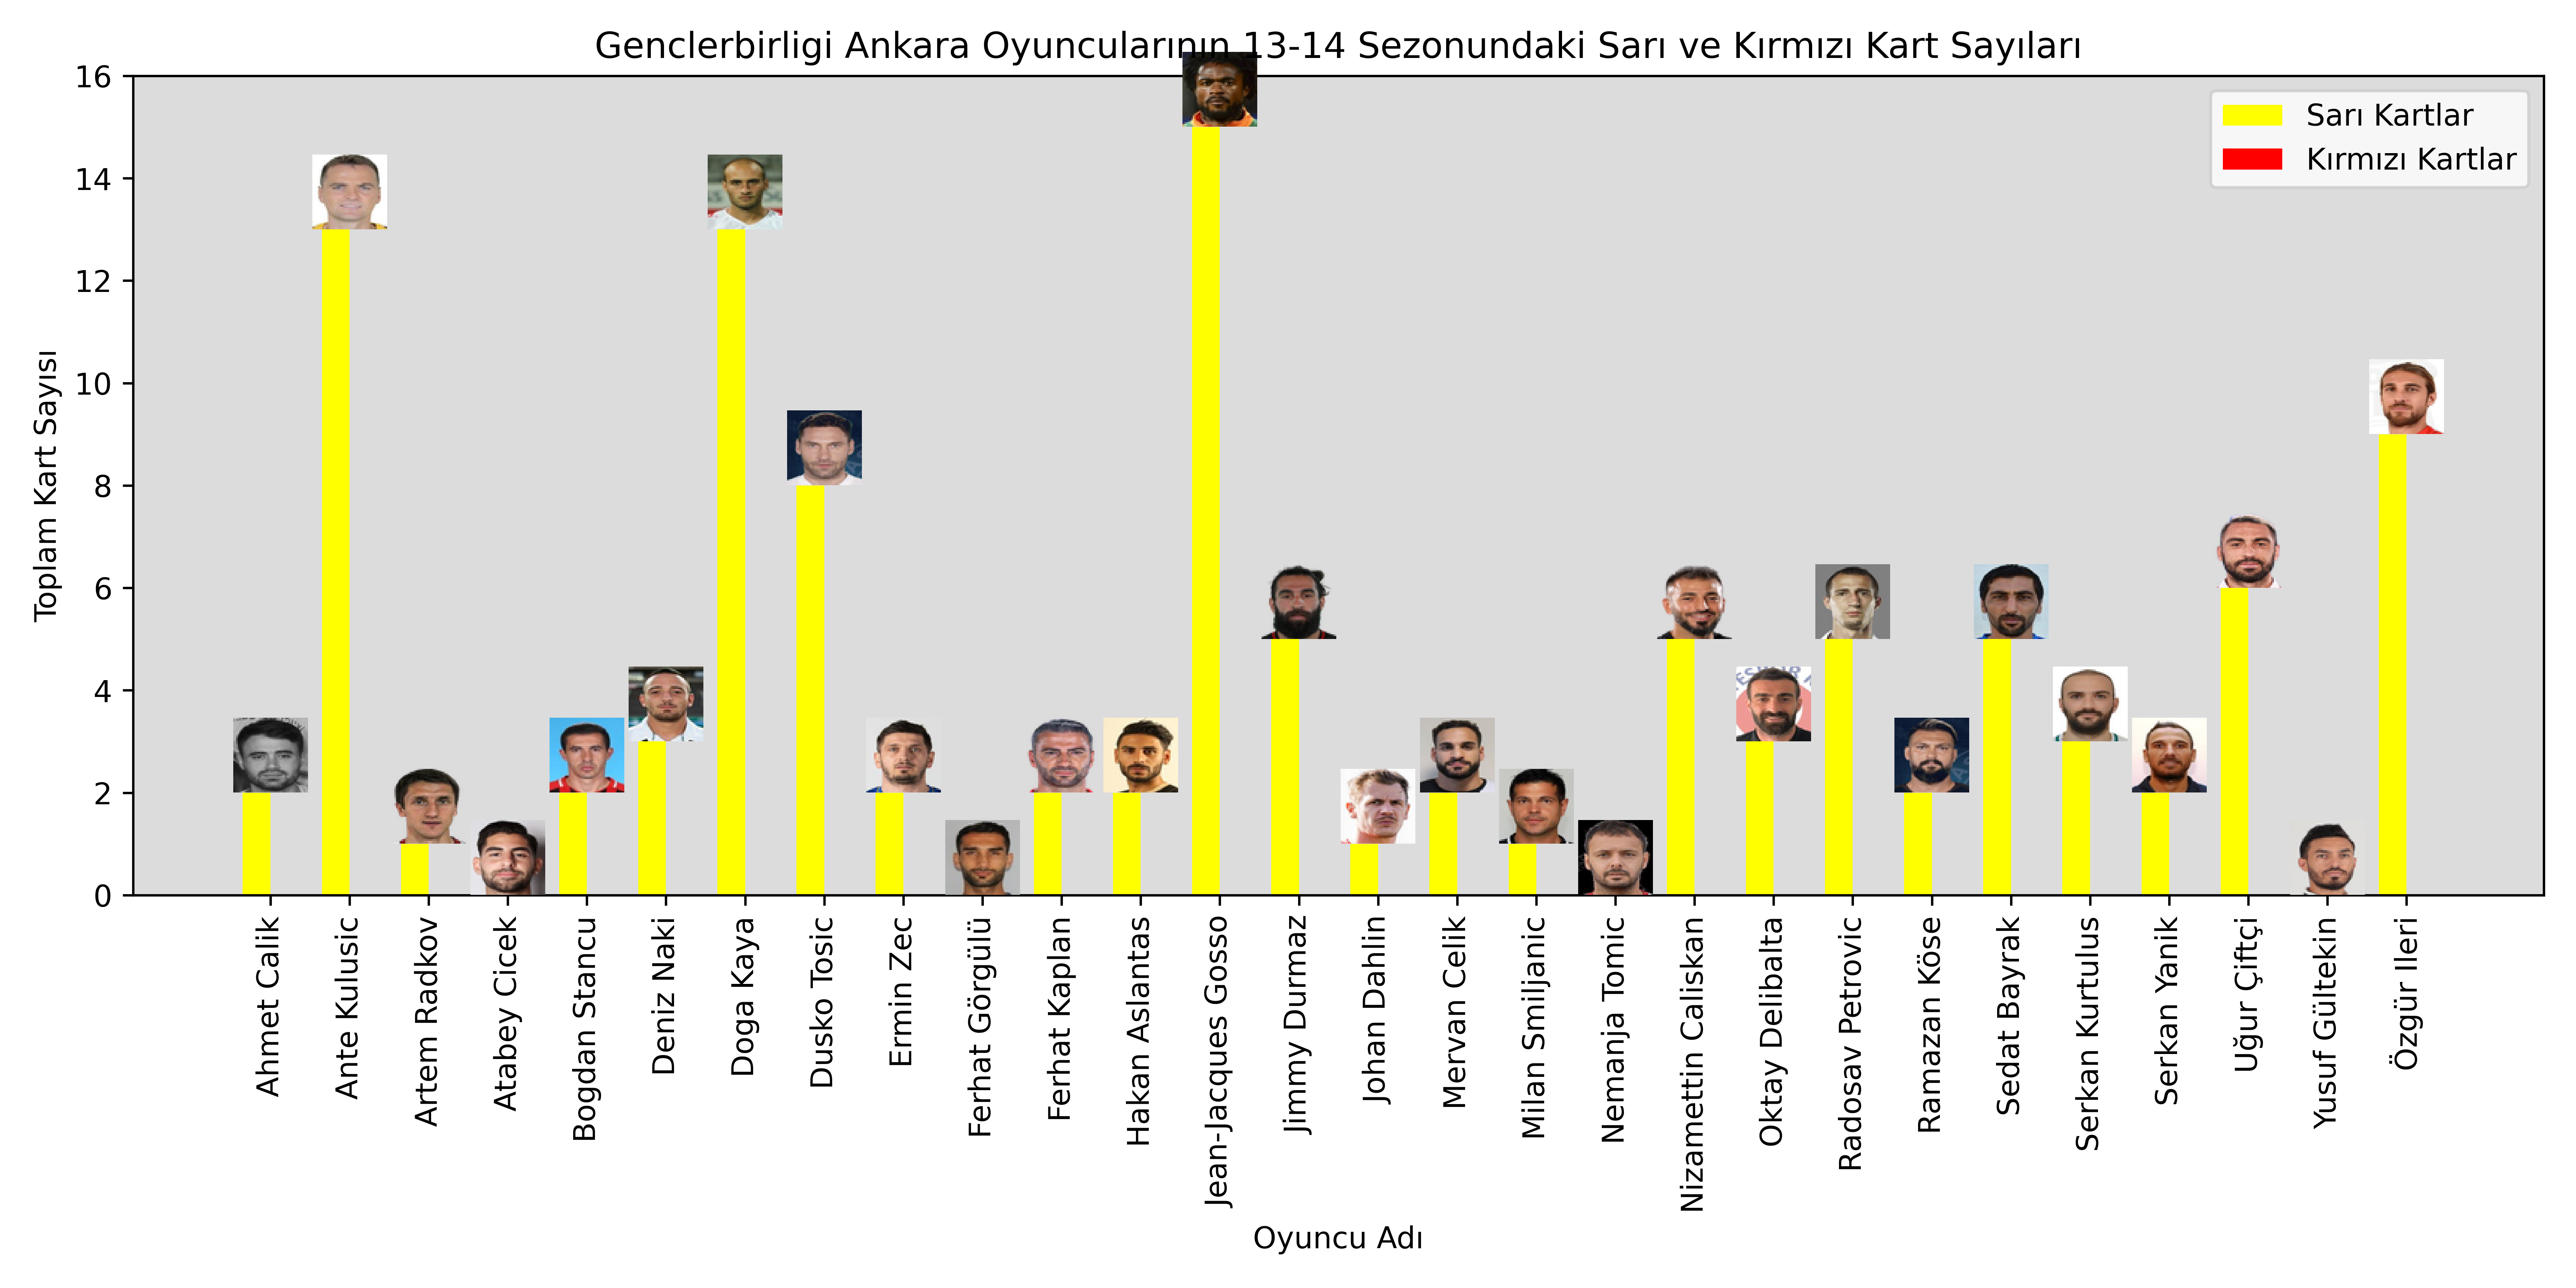 Genclerbirligi Ankara Oyuncularının 13-14 Sezonundaki Sarı ve Kırmızı Kart Sayıları
Sarı Kartlar
Kırmızı Kartlar
Toplam Kart Sayısı
16
14
12
10
8
6
4
2
0
Ahmet Calik
Ante Kulusic
Artem Radkov
Atabey Cicek
Bogdan Stancu
Deniz Naki
Doga Kaya
Dusko Tosic
Ermin Zec
Ferhat Görgülü
Ferhat Kaplan
Hakan Aslantas
Jean-Jacques Gosso
Jimmy Durmaz
Johan Dahlin
Mervan Celik
Milan Smiljanic
Nemanja Tomic
Nizamettin Caliskan
Oktay Delibalta
Radosav Petrovic
Ramazan Köse
Sedat Bayrak
Serkan Kurtulus
Serkan Yanik
Uğur Çiftçi
Yusuf Gültekin
Özgür Ileri
Oyuncu Adı